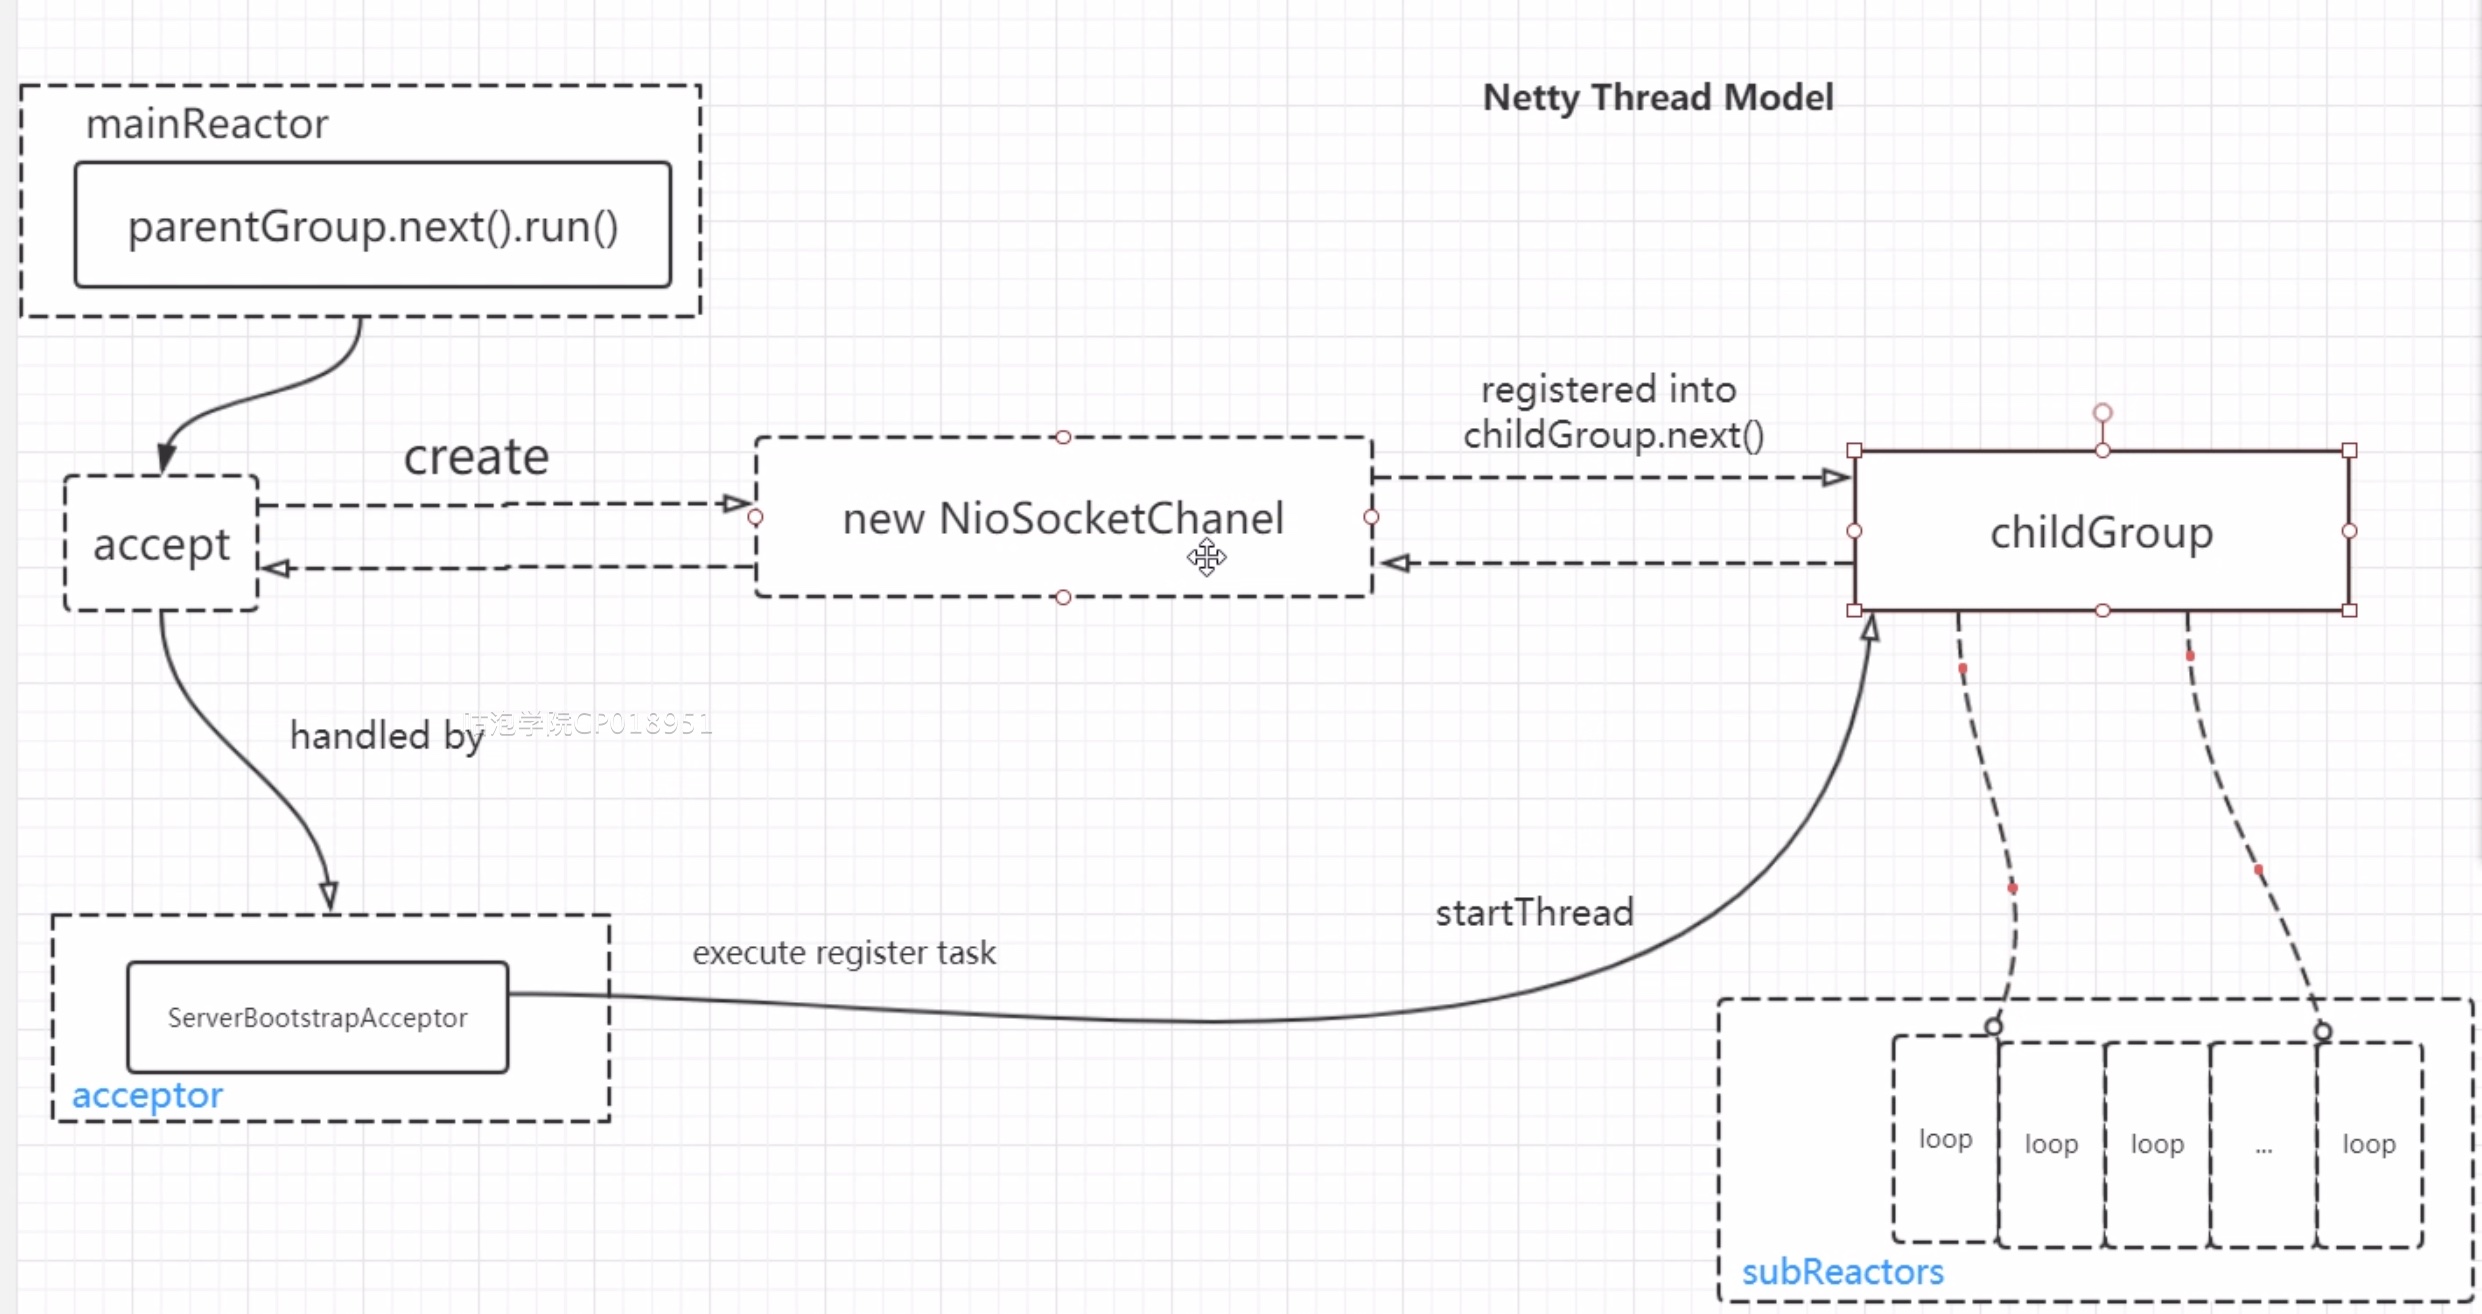 Netty Thread Model
mainReactor
parentGroup.next().run()
registered into
childGroup.next()
create
accept
new NioSocketChanel
childGroup
handled by
咕泡学院CP018951
startThread
execute register task
ServerBootstrapAcceptor
acceptor
loop
loop
loop
...
loop
subReactors